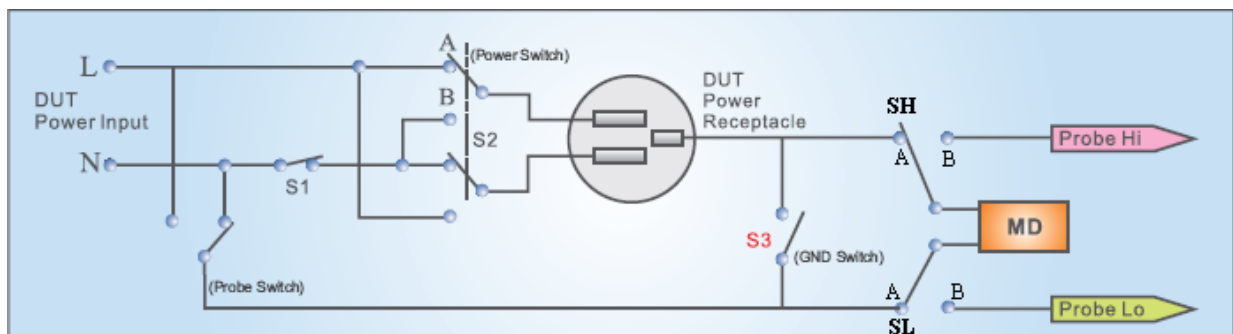 L
DUT
Power Input
N
A
(Power Switch)
B
S1
S2
DUT
Power
Receptacle
SH
A
B
Probe Hi
MD
S3
(GND Switch)
(Probe Switch)
A
B
SL
Probe Lo